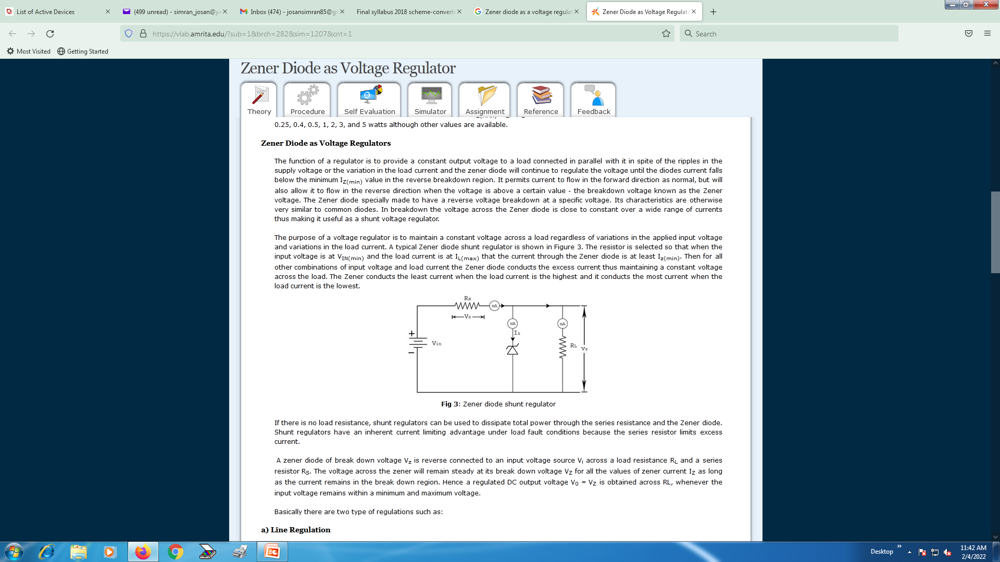 List of Active Devices
(499 unread) - simran_josan@ya
Inbox (474) - josansimran85@gr
Final syllabus 2018 scheme-converte
Zener diode as a voltage regulat
Zener Diode as Voltage Regulato
https://vlab.amrita.edu/?sub=1&brch=282&sim=1207&cnt=1
Search
Most Visited
Getting Started
Zener Diode as Voltage Regulator
Theory
Procedure
Self Evaluation
Simulator
Assignment
Reference
Feedback
0.25, 0.4, 0.5, 1, 2, 3, and 5 watts although other values are available.
Zener Diode as Voltage Regulators
The function of a regulator is to provide a constant output voltage to a load connected in parallel with it in spite of the ripples in the
supply voltage or the variation in the load current and the zener diode will continue to regulate the voltage until the diodes current falls
below the minimum IZ(min) value in the reverse breakdown region. It permits current to flow in the forward direction as normal, but will
also allow it to flow in the reverse direction when the voltage is above a certain value - the breakdown voltage known as the Zener
voltage. The Zener diode specially made to have a reverse voltage breakdown at a specific voltage. Its characteristics are otherwise
very similar to common diodes. In breakdown the voltage across the Zener diode is close to constant over a wide range of currents
thus making it useful as a shunt voltage regulator.
The purpose of a voltage regulator is to maintain a constant voltage across a load regardless of variations in the applied input voltage
and variations in the load current. A typical Zener diode shunt regulator is shown in Figure 3. The resistor is selected so that when the
input voltage is at VIN(min) and the load current is at IL(max) that the current through the Zener diode is at least Iz(min). Then for all
other combinations of input voltage and load current the Zener diode conducts the excess current thus maintaining a constant voltage
across the load. The Zener conducts the least current when the load current is the highest and it conducts the most current when the
load current is the lowest.
Rs
mA
Vs
mA
mA
Iz
+
Vin
RL
Vz
−
Fig 3: Zener diode shunt regulator
If there is no load resistance, shunt regulators can be used to dissipate total power through the series resistance and the Zener diode.
Shunt regulators have an inherent current limiting advantage under load fault conditions because the series resistor limits excess
current.
A zener diode of break down voltage VZ is reverse connected to an input voltage source Vi across a load resistance RL and a series
resistor RS. The voltage across the zener will remain steady at its break down voltage VZ for all the values of zener current IZ as long
as the current remains in the break down region. Hence a regulated DC output voltage V0 = VZ is obtained across RL, whenever the
input voltage remains within a minimum and maximum voltage.
Basically there are two type of regulations such as:
a) Line Regulation
Desktop
11:42 AM
2/4/2022